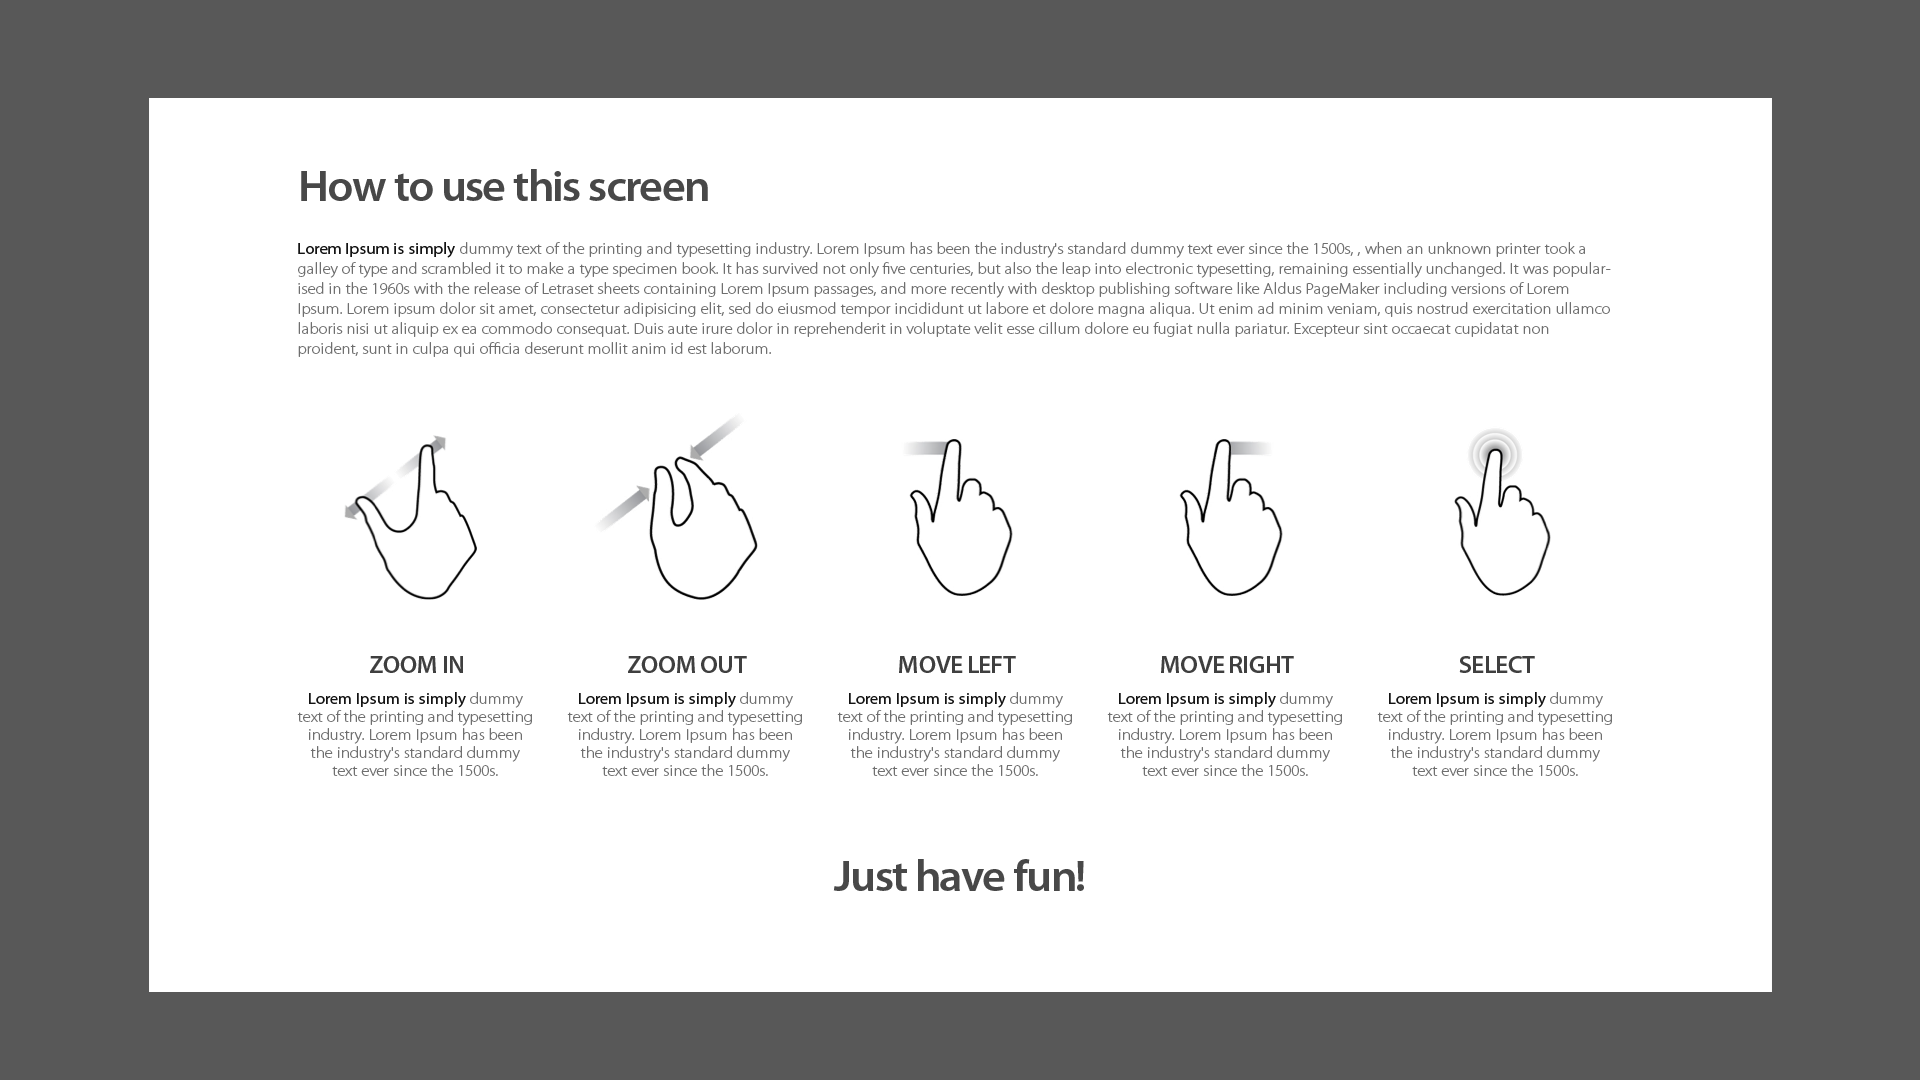 How to use this screen
Lorem Ipsum is simply dummy text of the printing and typesetting industry. Lorem Ipsum has been the industry's standard dummy text ever since the 1500s, , when an unknown printer took a
galley of type and scrambled it to make a type specimen book. It has survived not only five centuries, but also the leap into electronic typesetting, remaining essentially unchanged. It was popular-
ised in the 1960s with the release of Letraset sheets containing Lorem Ipsum passages, and more recently with desktop publishing software like Aldus PageMaker including versions of Lorem
Ipsum. Lorem ipsum dolor sit amet, consectetur adipisicing elit, sed do eiusmod tempor incididunt ut labore et dolore magna aliqua. Ut enim ad minim veniam, quis nostrud exercitation ullamco
laboris nisi ut aliquip ex ea commodo consequat. Duis aute irure dolor in reprehenderit in voluptate velit esse cillum dolore eu fugiat nulla pariatur. Excepteur sint occaecat cupidatat non
proident, sunt in culpa qui officia deserunt mollit anim id est laborum.
ZOOM IN
Lorem Ipsum is simply dummy
text of the printing and typesetting
industry. Lorem Ipsum has been
the industry's standard dummy
text ever since the 1500s.
ZOOM OUT
Lorem Ipsum is simply dummy
text of the printing and typesetting
industry. Lorem Ipsum has been
the industry's standard dummy
text ever since the 1500s.
MOVE LEFT
Lorem Ipsum is simply dummy
text of the printing and typesetting
industry. Lorem Ipsum has been
the industry's standard dummy
text ever since the 1500s.
MOVE RIGHT
Lorem Ipsum is simply dummy
text of the printing and typesetting
industry. Lorem Ipsum has been
the industry's standard dummy
text ever since the 1500s.
SELECT
Lorem Ipsum is simply dummy
text of the printing and typesetting
industry. Lorem Ipsum has been
the industry's standard dummy
text ever since the 1500s.
Just have fun!